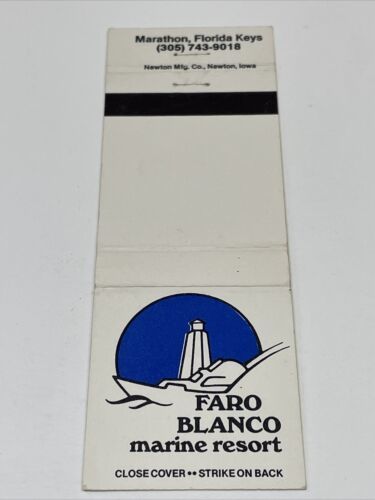 Marathon, Florida Keys
(305) 743-9018
Newton Mfg. Co., Newton, Iowa
FARO
BLANCO
marine resort
CLOSE COVER •• STRIKE ON BACK